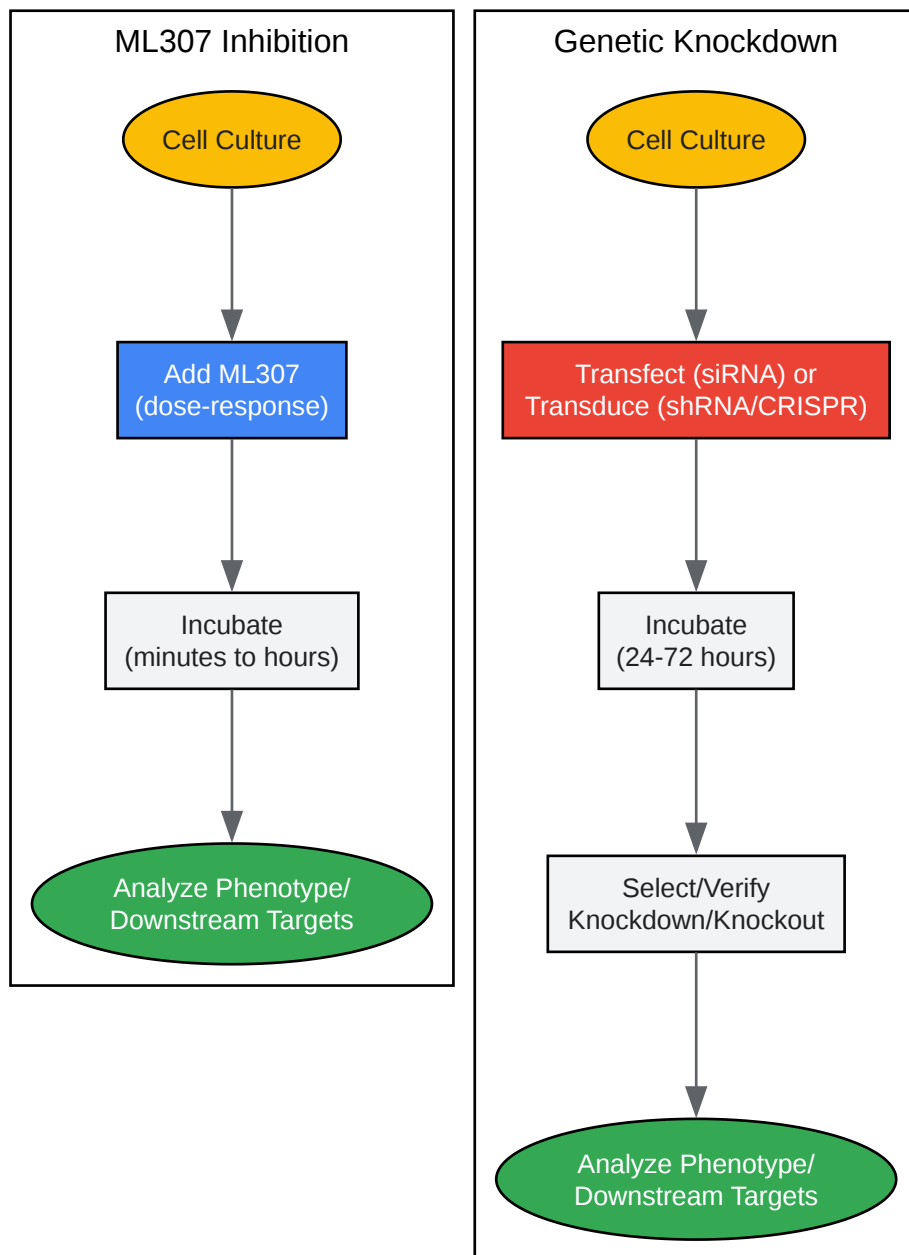 ML307 Inhibition
Cell Culture
Add ML307
(dose-response)
Incubate
(minutes to hours)
Analyze Phenotype/
Downstream Targets
Genetic Knockdown
Cell Culture
Transfect (siRNA) or
Transduce (shRNA/CRISPR)
Incubate
(24-72 hours)
Select/Verify
Knockdown/Knockout
Analyze Phenotype/
Downstream Targets